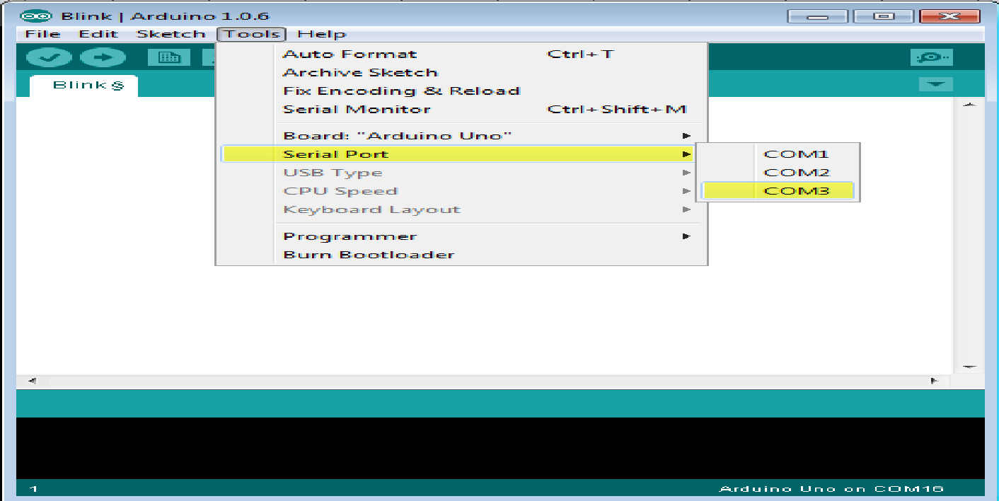 Blink | Arduino 1.0.6
File Edit Sketch Tools Help
Blink §
Auto Format Ctrl+T
Archive Sketch
Fix Encoding & Reload
Serial Monitor Ctrl+Shift+M
Board: "Arduino Uno"
Serial Port
USB Type
CPU Speed
Keyboard Layout
Programmer
Burn Bootloader
COM1
COM2
COM3
1
Arduino Uno on COM16